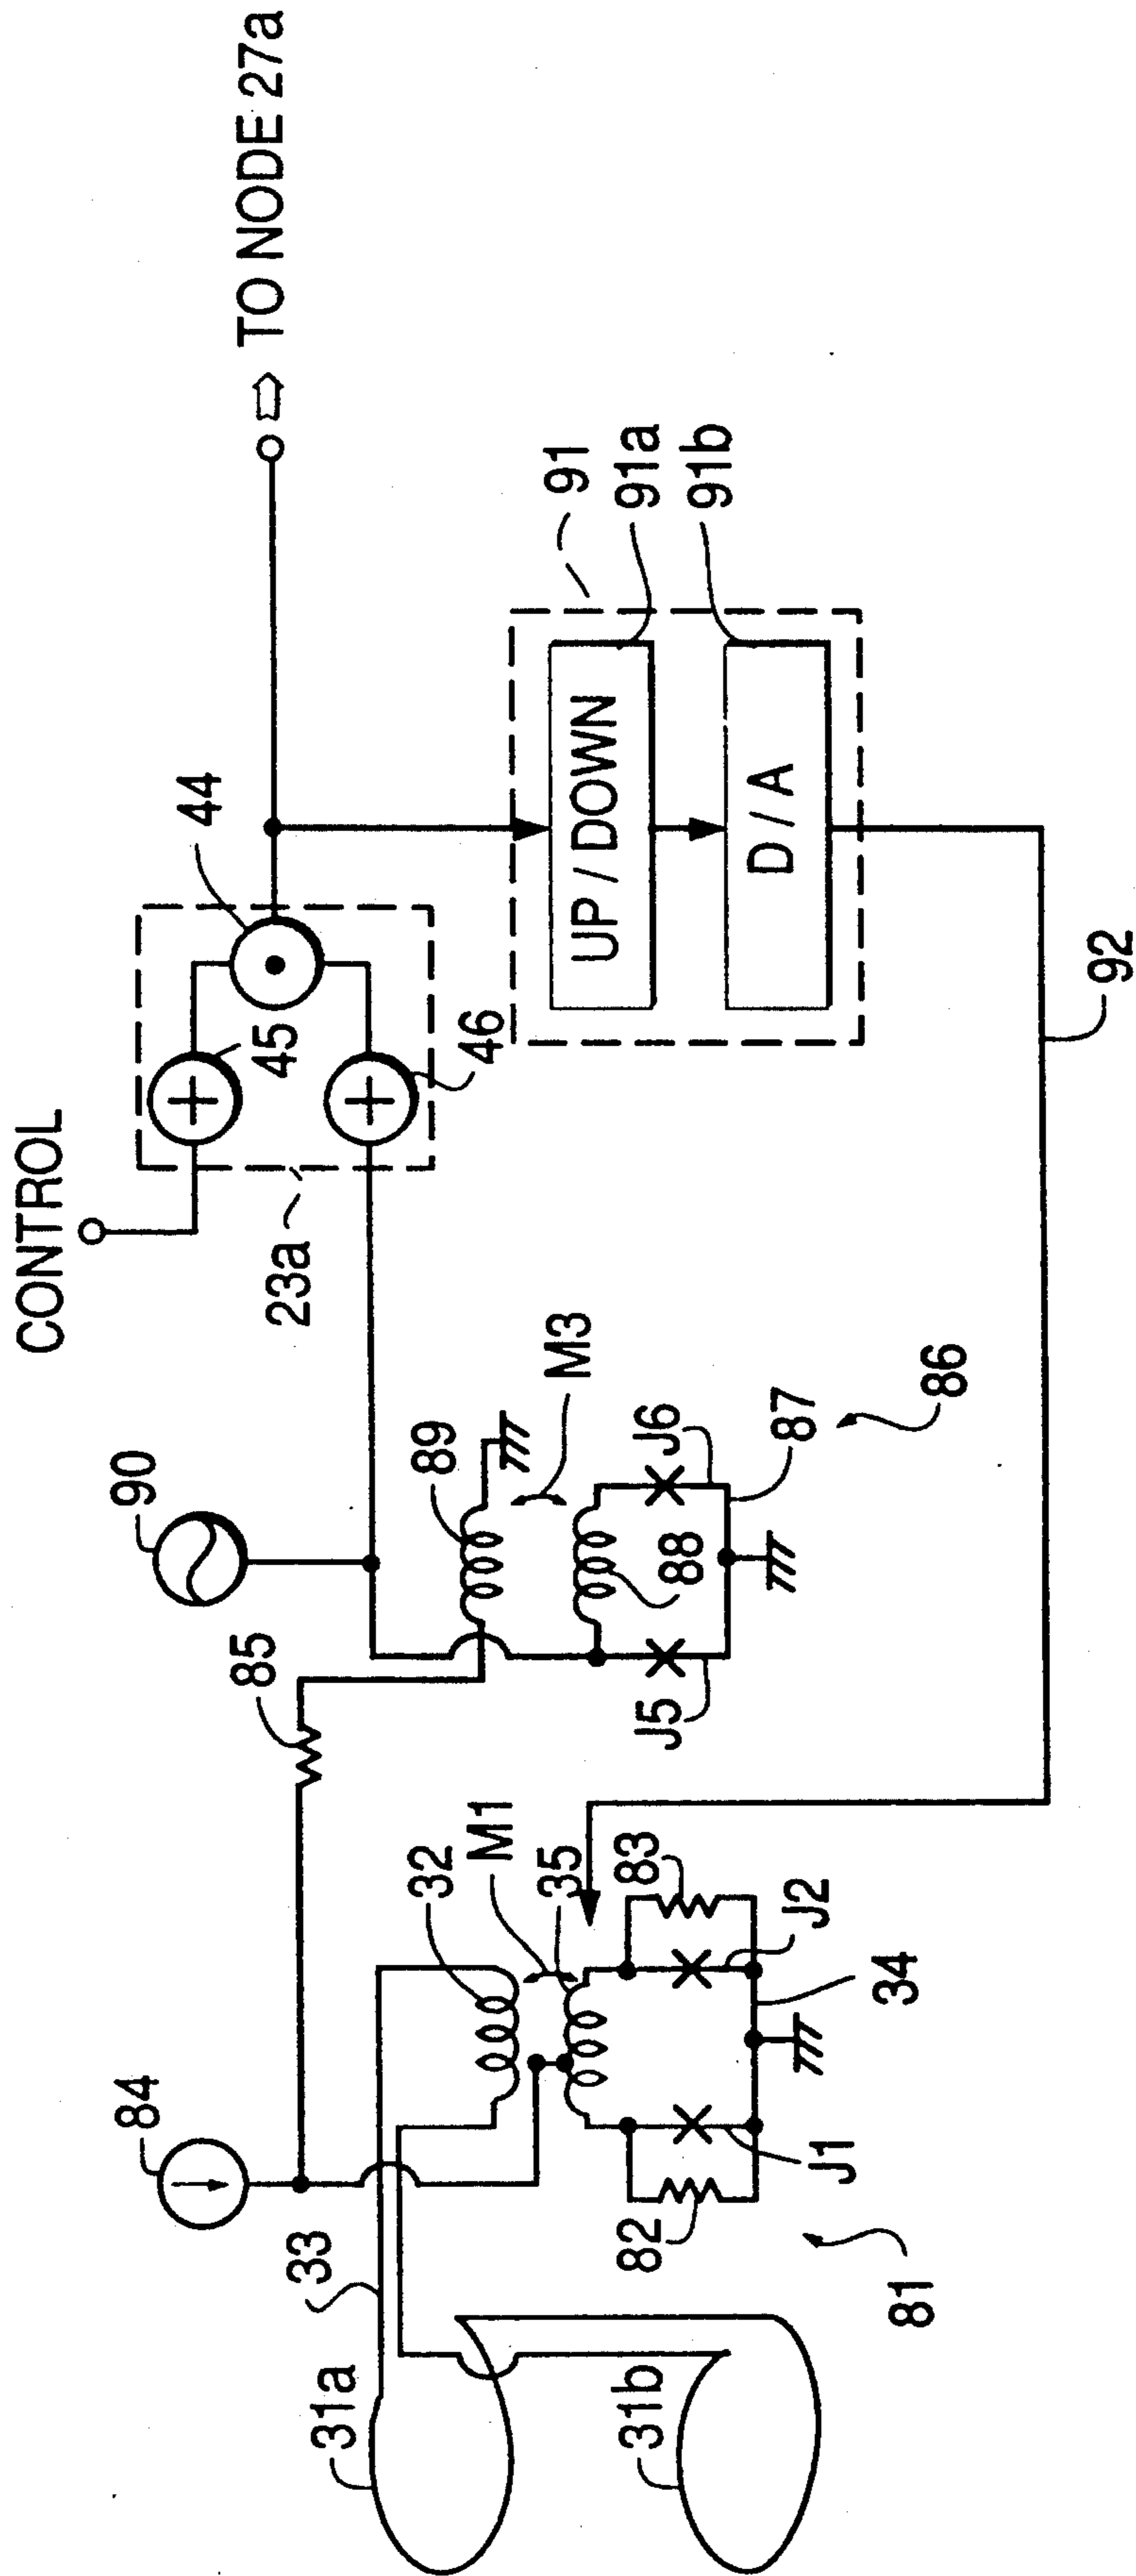 CONTROL
TO NODE 27a
84
85
90
44
45
46
23a
33
31a
31b
32
M1
35
83
J2
34
J1
82
81
89
M3
88
J5
J6
87
86
91
91a
91b
UP / DOWN
D / A
92